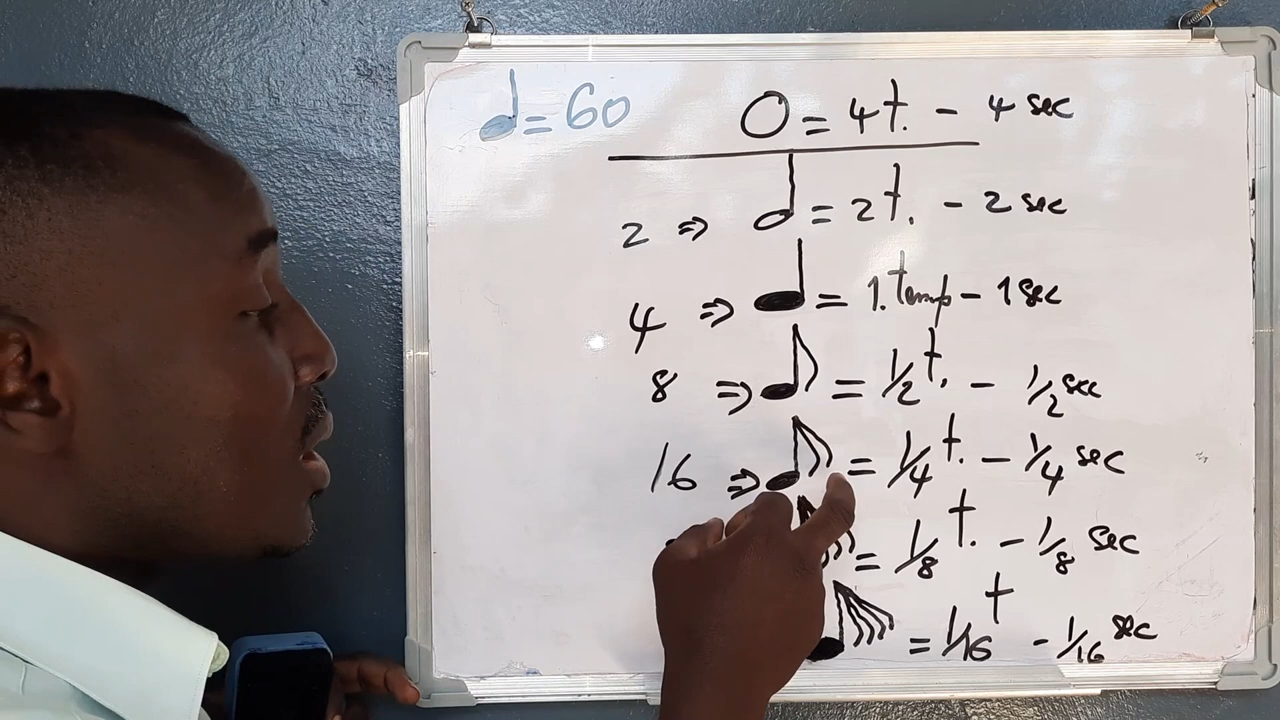 ♩= 60
O = 4t. - 4 sec
2 ⇒ 𝅗𝅥 = 2t. - 2 sec
4 ⇒ ♩ = 1.temp - 1 sec
8 ⇒ ♪ = 1/2 t. - 1/2 sec
16 ⇒ 𝅘𝅥𝅯 = 1/4 t. - 1/4 sec
𝅘𝅥𝅰 = 1/8 t. - 1/8 sec
𝅘𝅥𝅱 = 1/16 t - 1/16 sec